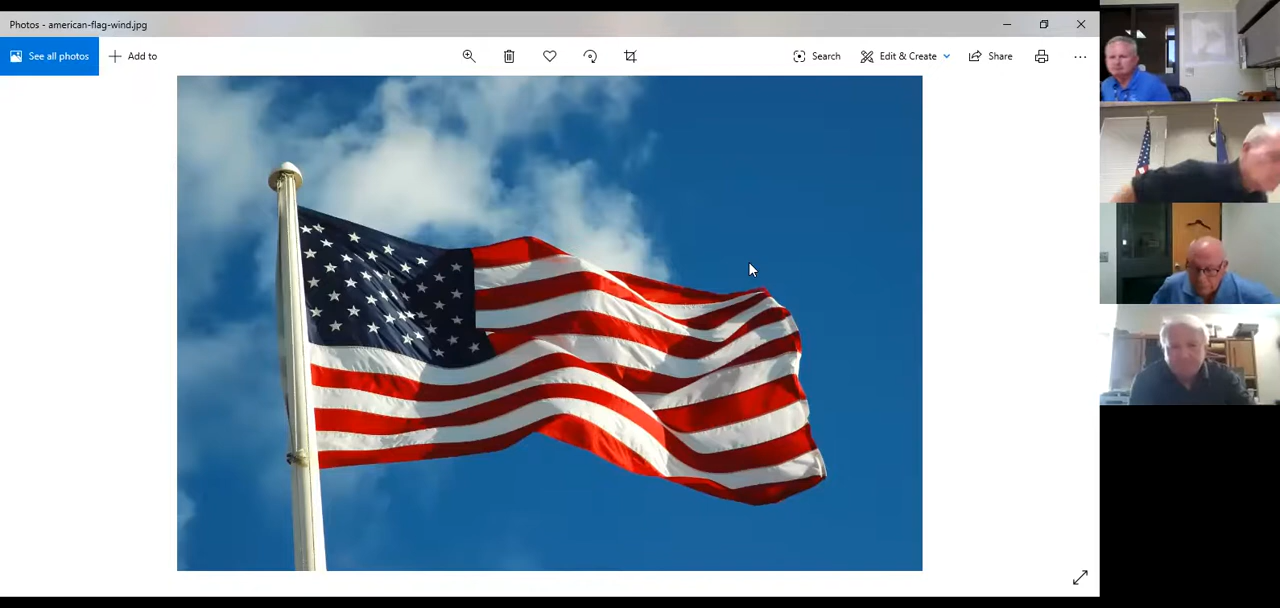 Photos - american-flag-wind.jpg
See all photos
Add to
Search
Edit & Create
Share